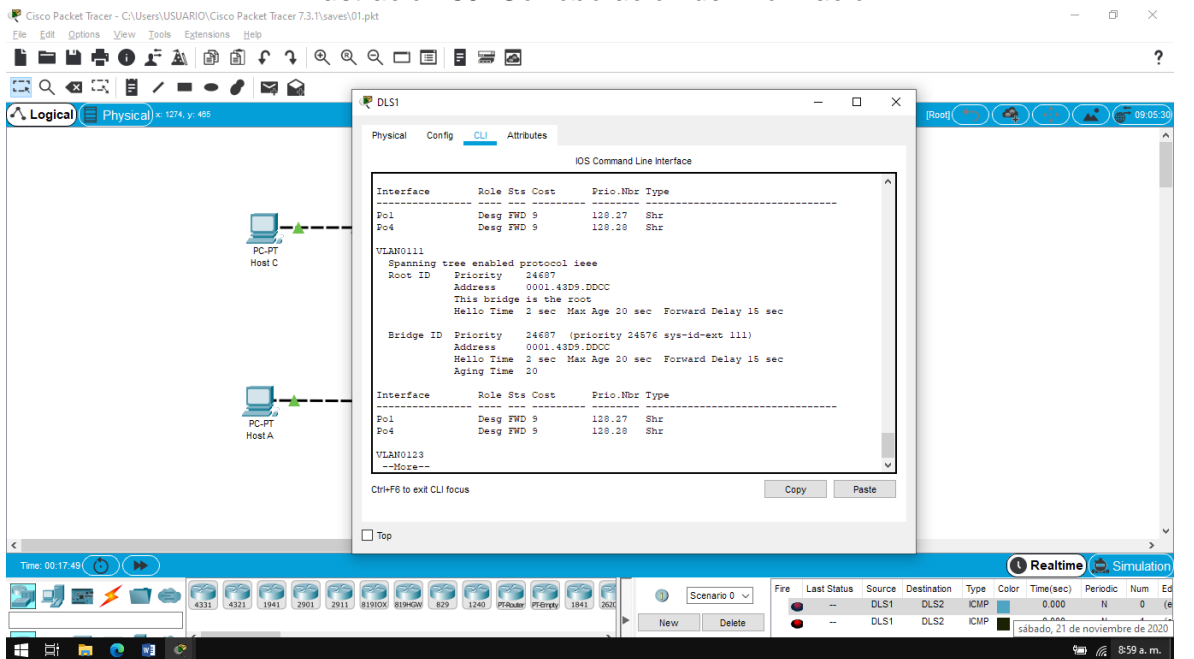 Cisco Packet Tracer - C:\Users\USUARIO\Cisco Packet Tracer 7.3.1\saves\01.pkt
File Edit Options View Tools Extensions Help
?
Logical Physical x: 1274, y: 485
[Root] 09:05:30
PC-PT
Host C
PC-PT
Host A
DLS1
Physical Config CLI Attributes
IOS Command Line Interface
Interface        Role Sts Cost      Prio.Nbr Type
---------------- ---- --- --------- -------- --------------------------------
Po1              Desg FWD 9         128.27   Shr
Po4              Desg FWD 9         128.28   Shr
VLAN0111
Spanning tree enabled protocol ieee
Root ID    Priority    24687
Address     0001.43D9.DDCC
This bridge is the root
Hello Time  2 sec  Max Age 20 sec  Forward Delay 15 sec
Bridge ID  Priority    24687  (priority 24576 sys-id-ext 111)
Address     0001.43D9.DDCC
Hello Time  2 sec  Max Age 20 sec  Forward Delay 15 sec
Aging Time  20
Interface        Role Sts Cost      Prio.Nbr Type
---------------- ---- --- --------- -------- --------------------------------
Po1              Desg FWD 9         128.27   Shr
Po4              Desg FWD 9         128.28   Shr
VLAN0123
--More--
Ctrl+F6 to exit CLI focus
Copy Paste
Top
Time: 00:17:49
Realtime Simulation
4331 4321 1941 2901 2911 819IOX 819HGW 829 1240 PT-Router PT-Empty 1841
Scenario 0
New Delete
Fire Last Status Source Destination Type Color Time(sec) Periodic Num Ed
-- DLS1 DLS2 ICMP 0.000 N 0 (e
-- DLS1 DLS2 ICMP
sábado, 21 de noviembre de 2020
8:59 a. m.